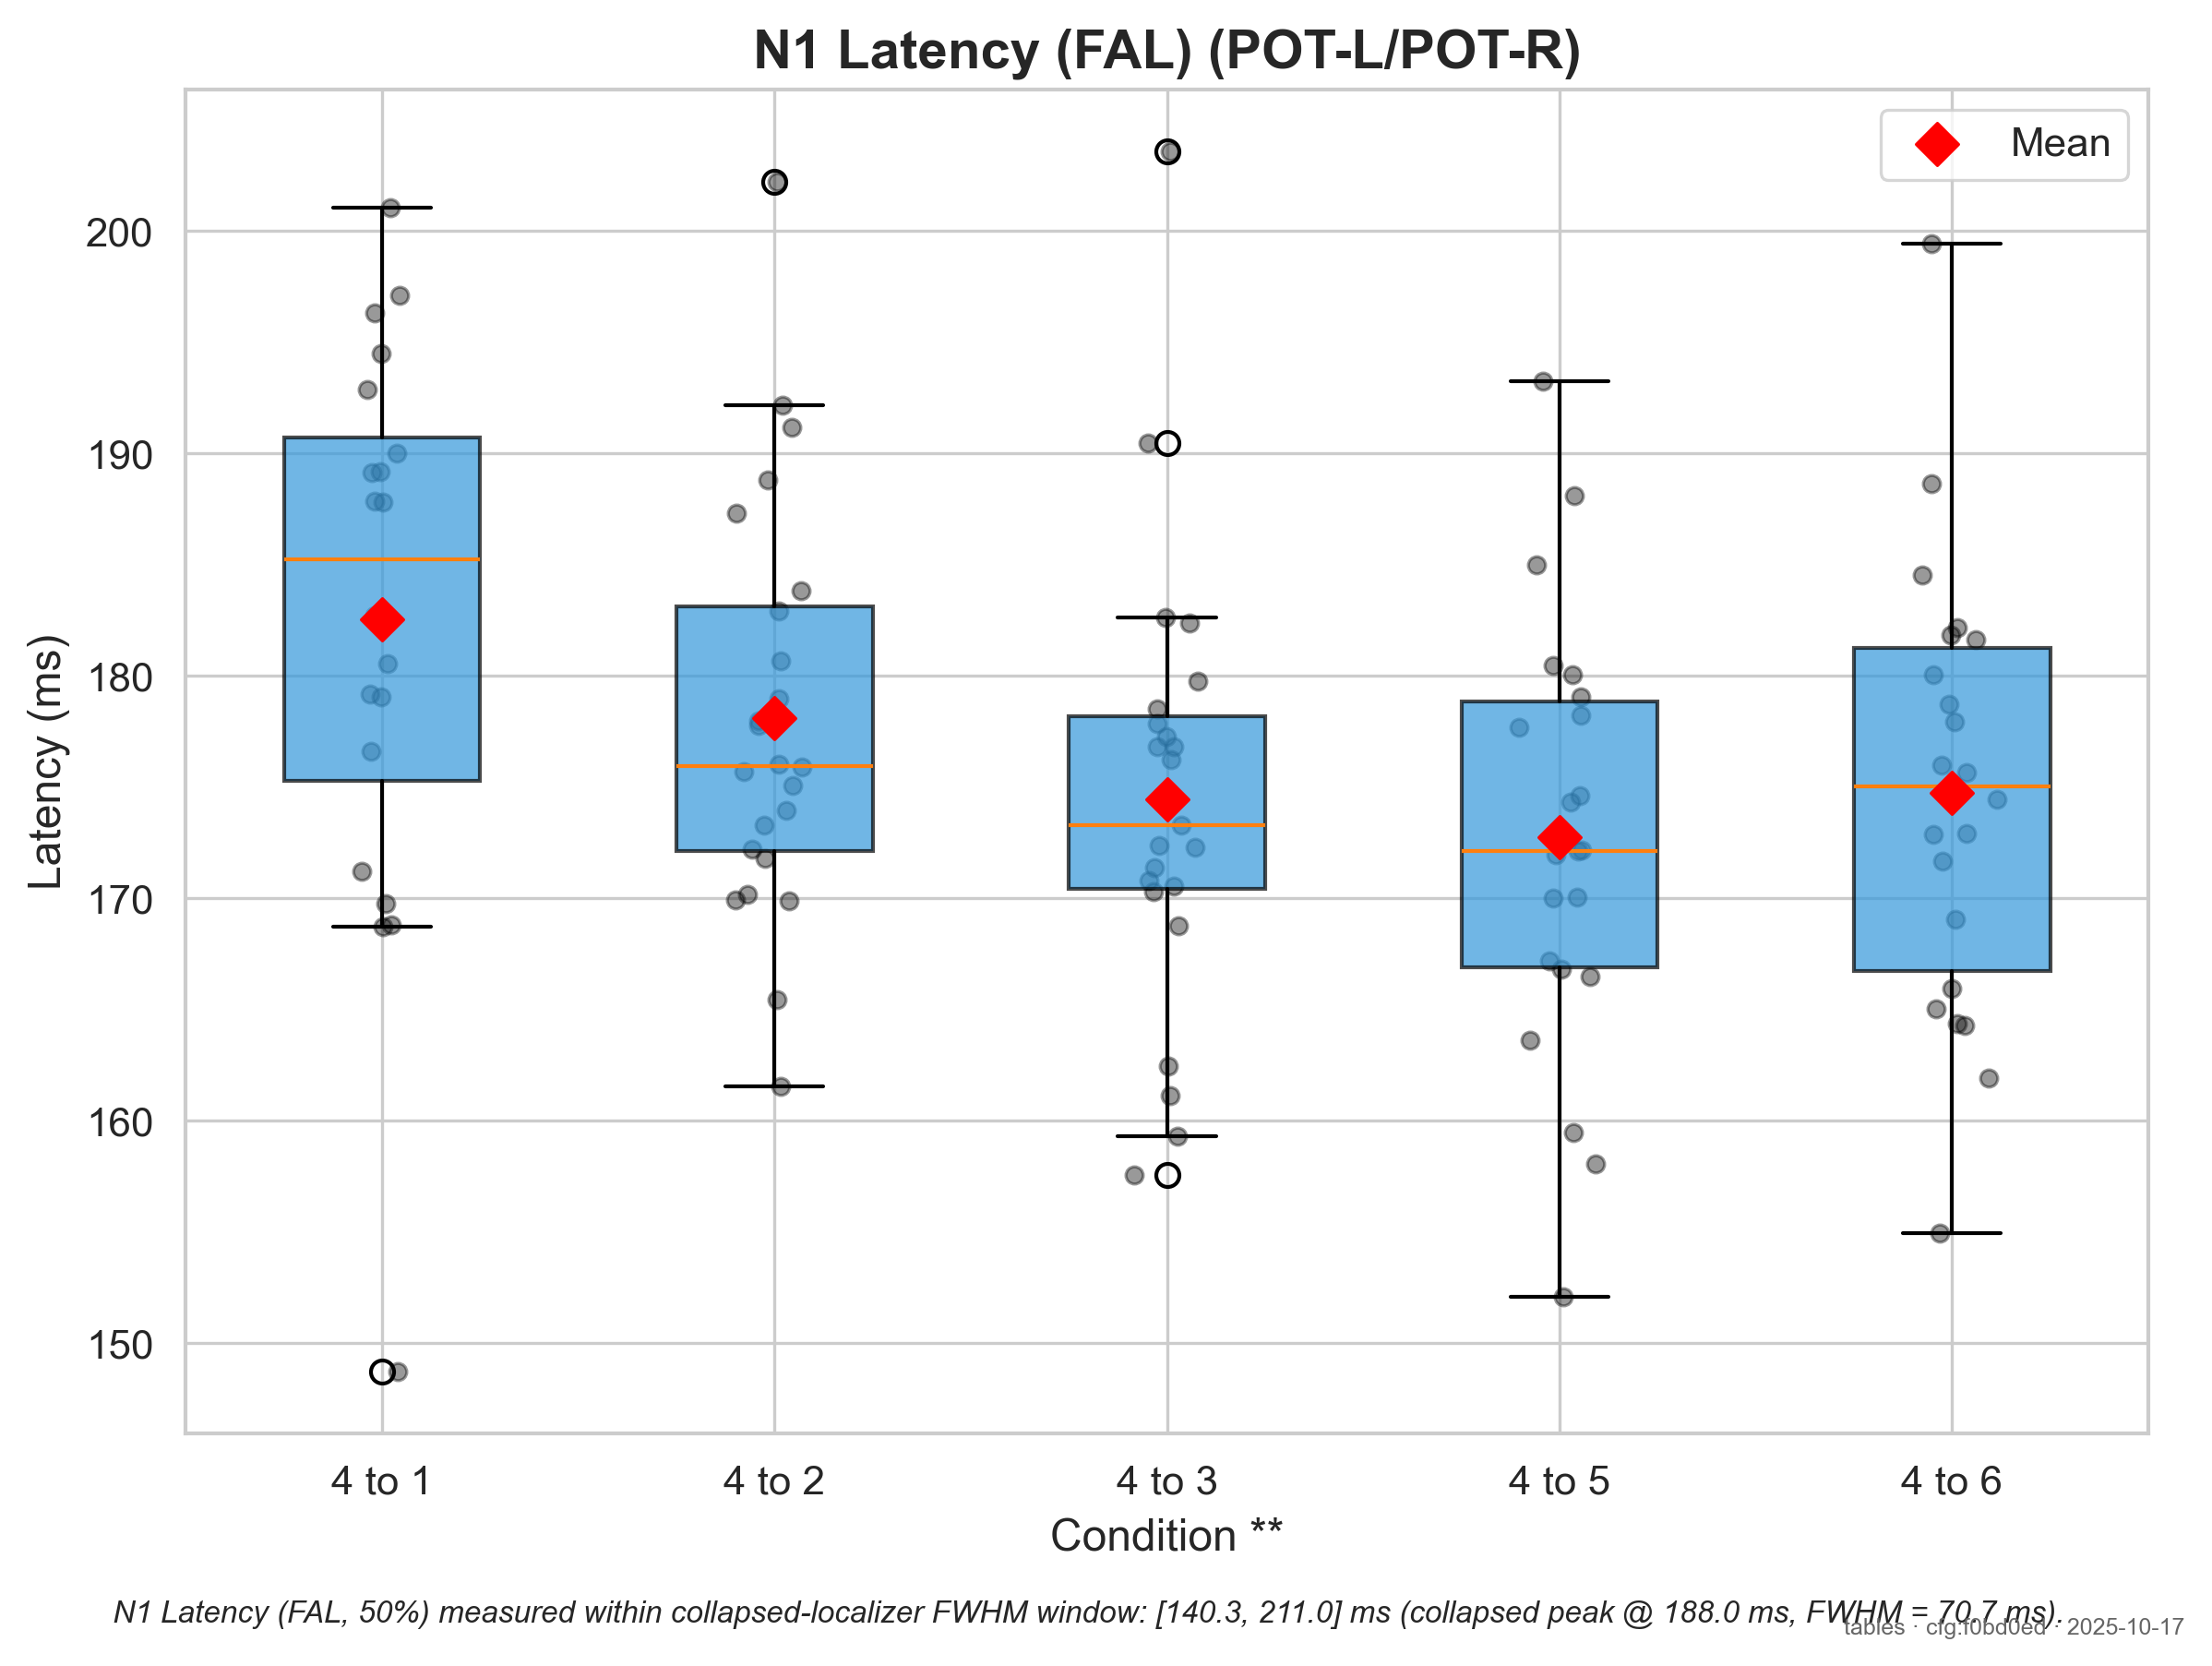 N1 Latency (FAL) (POT-L/POT-R)
Mean
Latency (ms)
200
190
180
170
160
150
4 to 1
4 to 2
4 to 3
4 to 5
4 to 6
Condition **
N1 Latency (FAL, 50%) measured within collapsed-localizer FWHM window: [140.3, 211.0] ms (collapsed peak @ 188.0 ms, FWHM = 70.7 ms).
tables · cfg:f0bd0ed · 2025-10-17